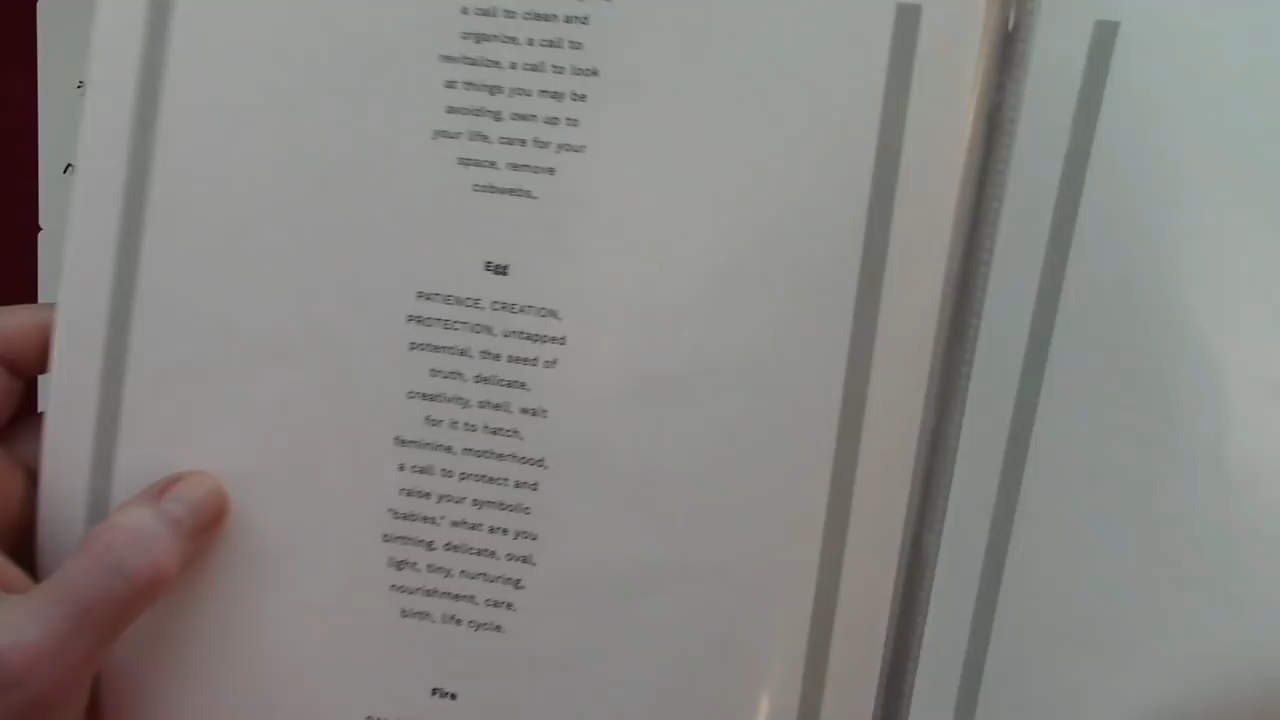 a call to clean and
organize, a call to
revitalize, a call to look
at things you may be
avoiding, own up to
your life, care for your
space, remove
cobwebs.
Egg
PATIENCE, CREATION,
PROTECTION, untapped
potential, the seed of
truth, delicate,
creativity, shell, wait
for it to hatch,
feminine, motherhood,
a call to protect and
raise your symbolic
"babies," what are you
birthing, delicate, oval,
light, tiny, nurturing,
nourishment, care,
birth, life cycle.
Fire